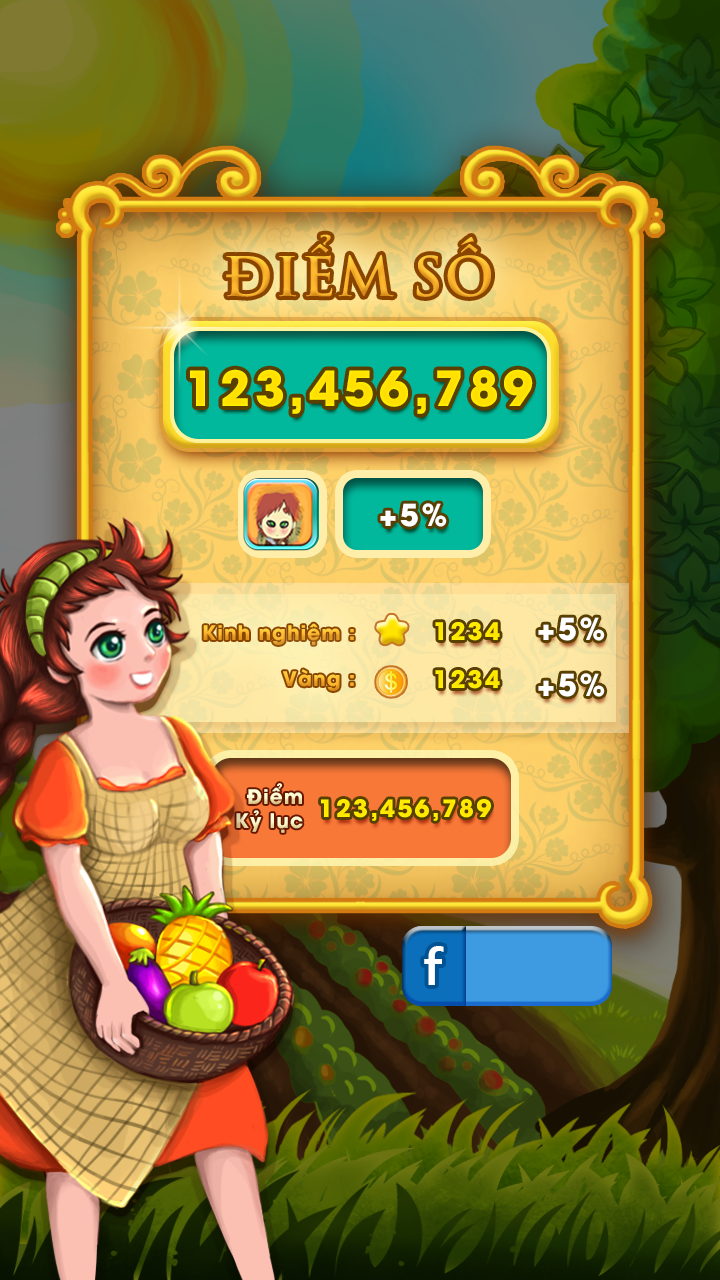 ĐIỂM SỐ
123,456,789
+5%
Kinh nghiệm : 1234 +5%
Vàng : $ 1234 +5%
Điểm
Kỷ lục 123,456,789
f